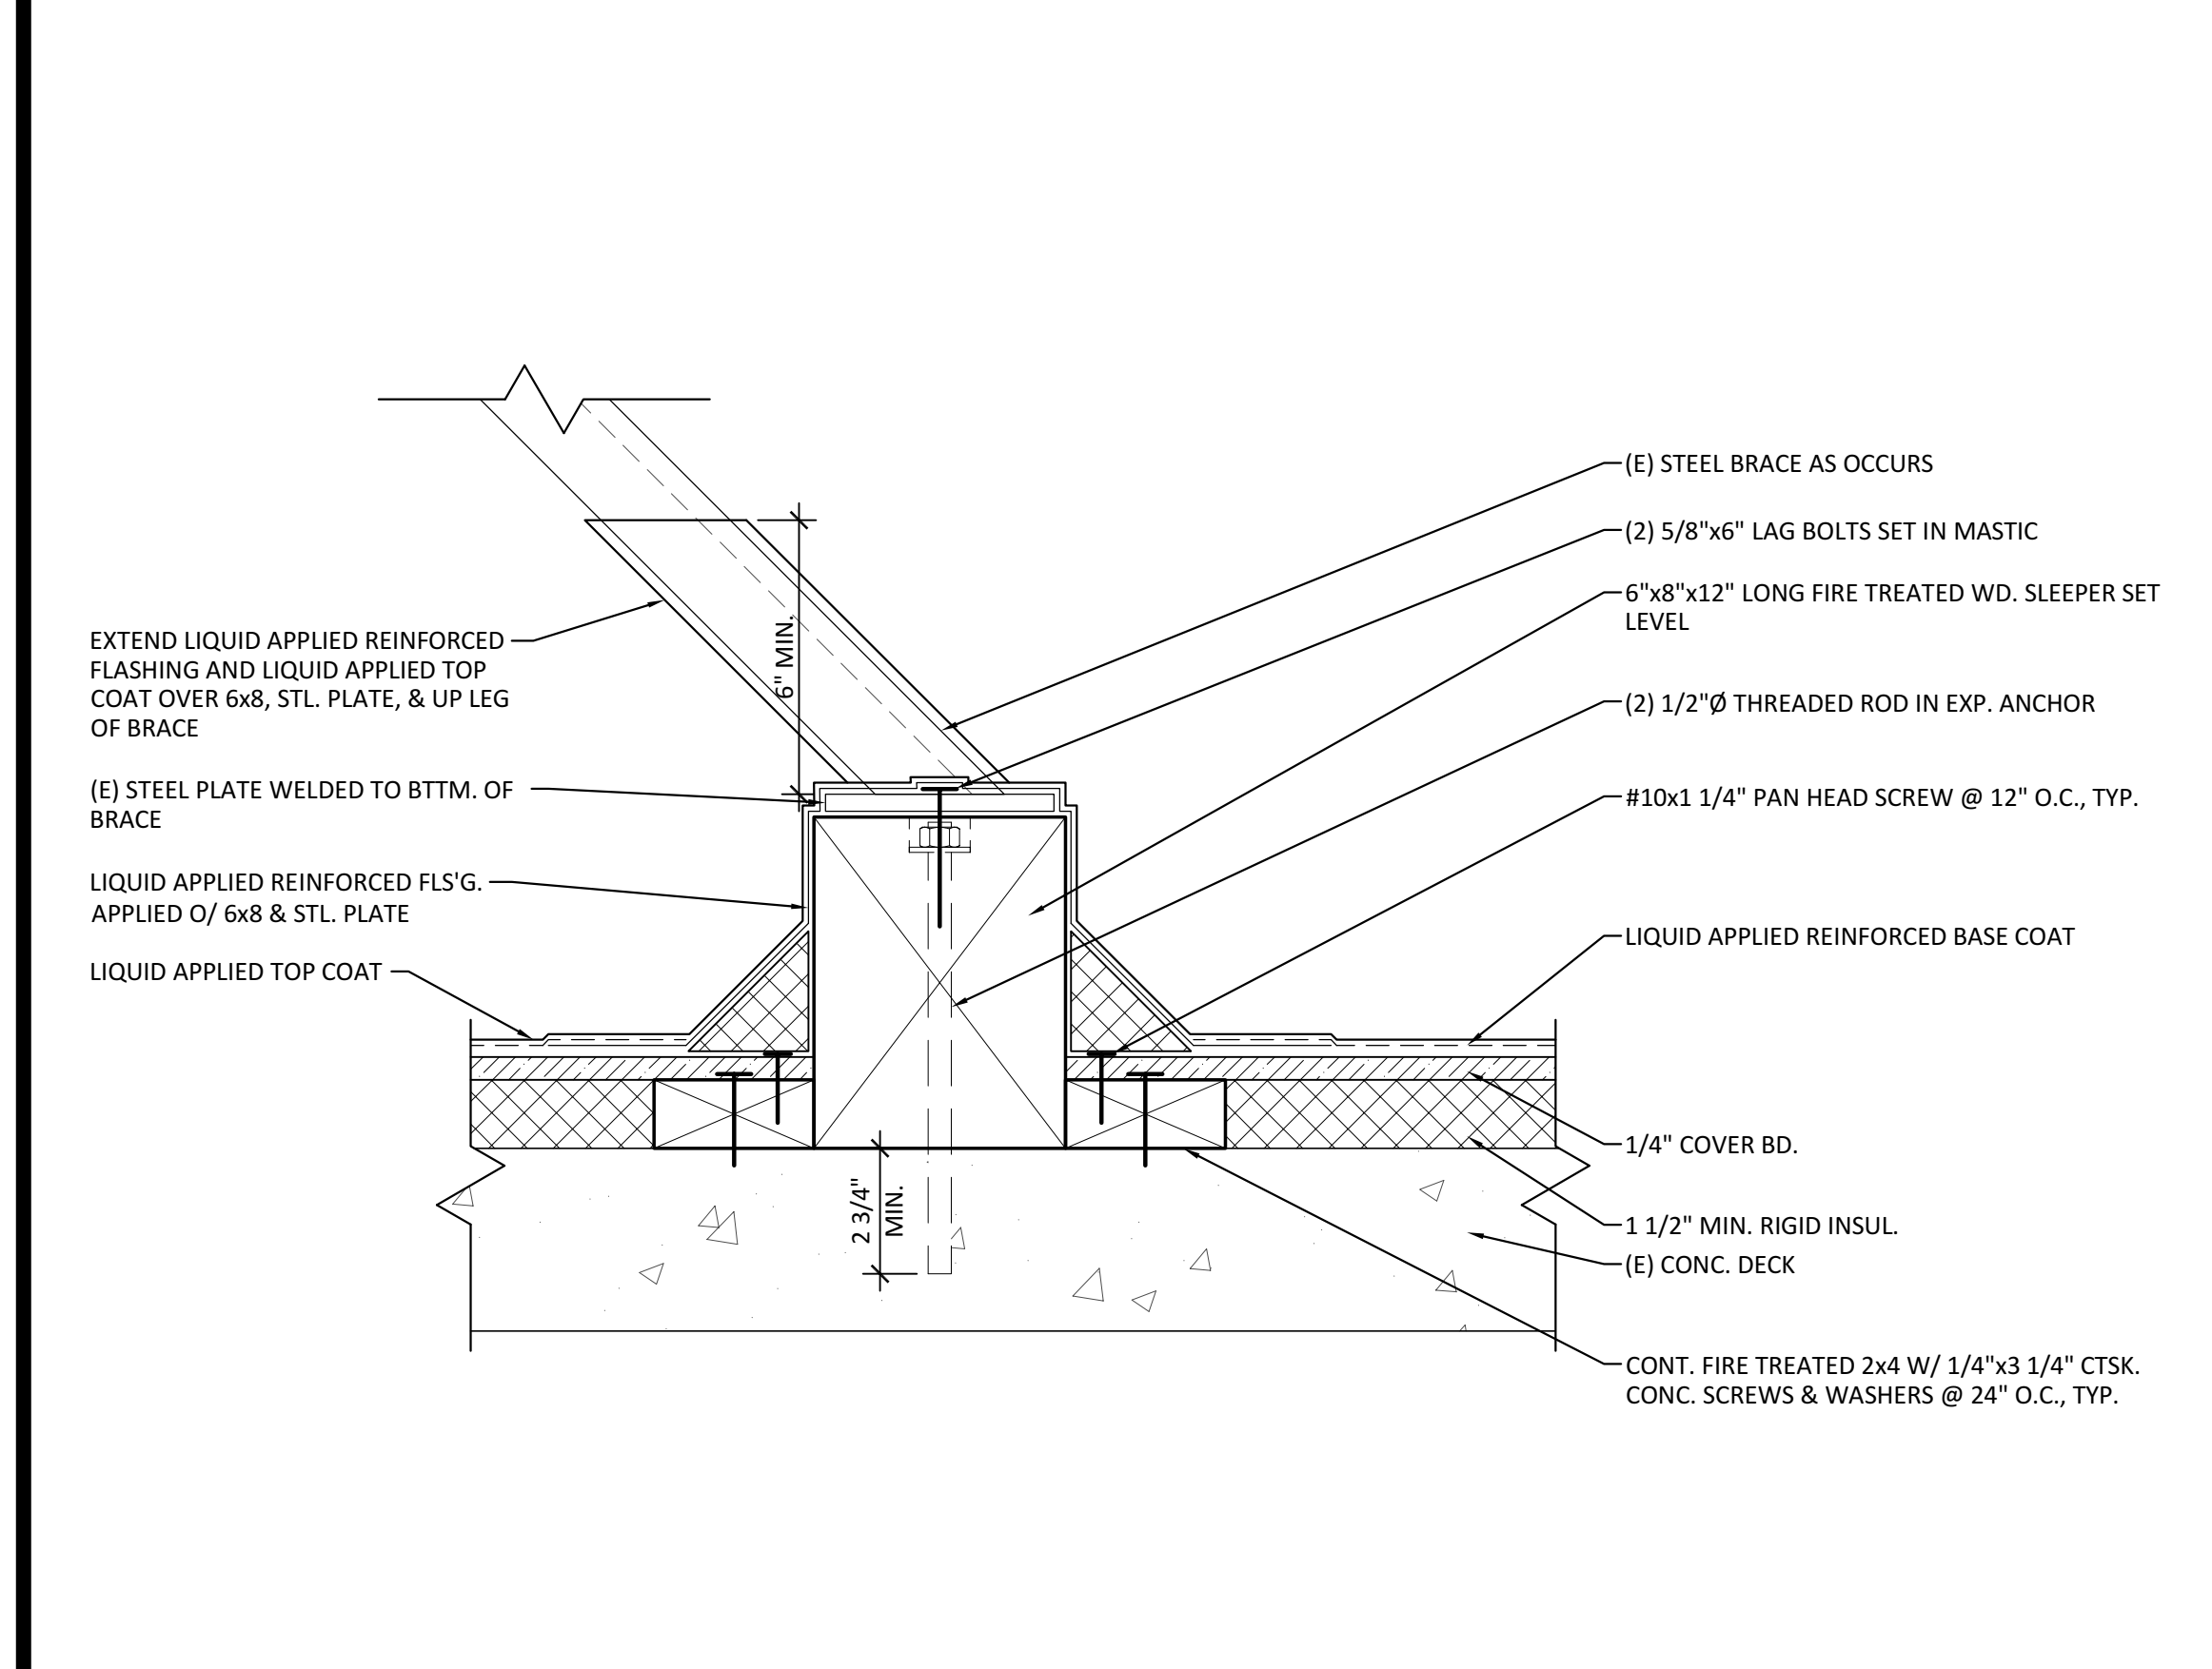 EXTEND LIQUID APPLIED REINFORCED
FLASHING AND LIQUID APPLIED TOP
COAT OVER 6x8, STL. PLATE, & UP LEG
OF BRACE
(E) STEEL PLATE WELDED TO BTTM. OF
BRACE
LIQUID APPLIED REINFORCED FLS'G.
APPLIED O/ 6x8 & STL. PLATE
LIQUID APPLIED TOP COAT
6" MIN.
2 3/4"
MIN.
(E) STEEL BRACE AS OCCURS
(2) 5/8"x6" LAG BOLTS SET IN MASTIC
6"x8"x12" LONG FIRE TREATED WD. SLEEPER SET
LEVEL
(2) 1/2"Ø THREADED ROD IN EXP. ANCHOR
#10x1 1/4" PAN HEAD SCREW @ 12" O.C., TYP.
LIQUID APPLIED REINFORCED BASE COAT
1/4" COVER BD.
1 1/2" MIN. RIGID INSUL.
(E) CONC. DECK
CONT. FIRE TREATED 2x4 W/ 1/4"x3 1/4" CTSK.
CONC. SCREWS & WASHERS @ 24" O.C., TYP.